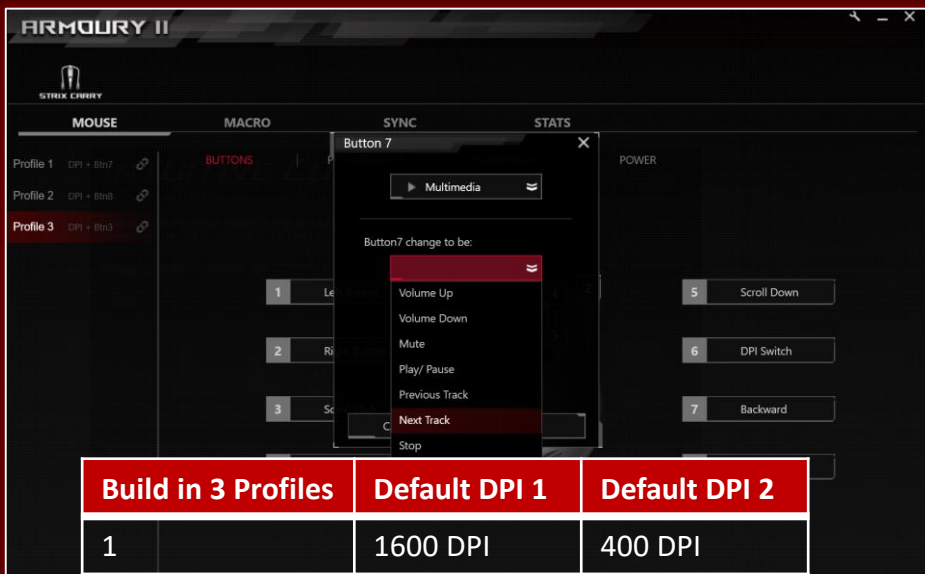 ARMOURY II
STRIX CARRY
MOUSE MACRO SYNC STATS
Button 7
Profile 1 DPI + Btn7
BUTTONS
POWER
Profile 2 DPI + Btn8
Multimedia
Profile 3 DPI + Btn3
Button7 change to be:
1
Volume Up
5 Scroll Down
Volume Down
2
Mute
6 DPI Switch
Play/ Pause
Previous Track
3
Next Track
7 Backward
Stop
Build in 3 Profiles Default DPI 1 Default DPI 2
1 1600 DPI 400 DPI